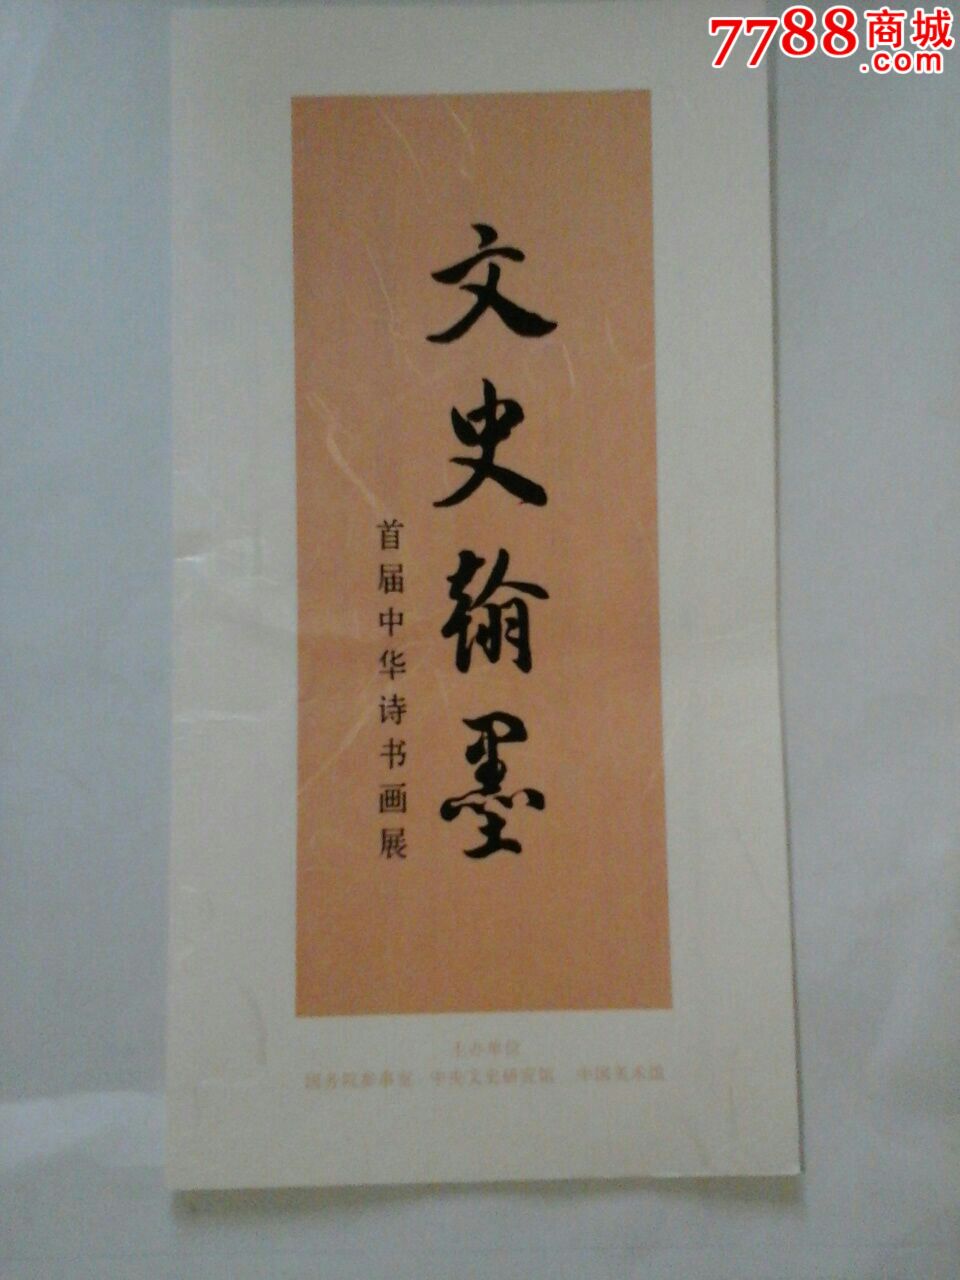 7788商城
.com
文史翰墨
首届中华诗书画展
主办单位
国务院参事室 中央文史研究馆 中国美术馆